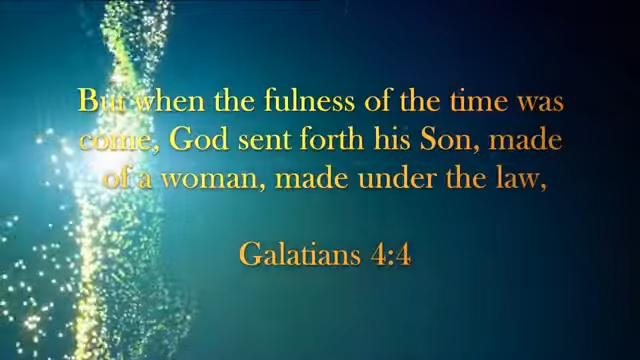 But when the fulness of the time was
come, God sent forth his Son, made
of a woman, made under the law,
Galatians 4:4